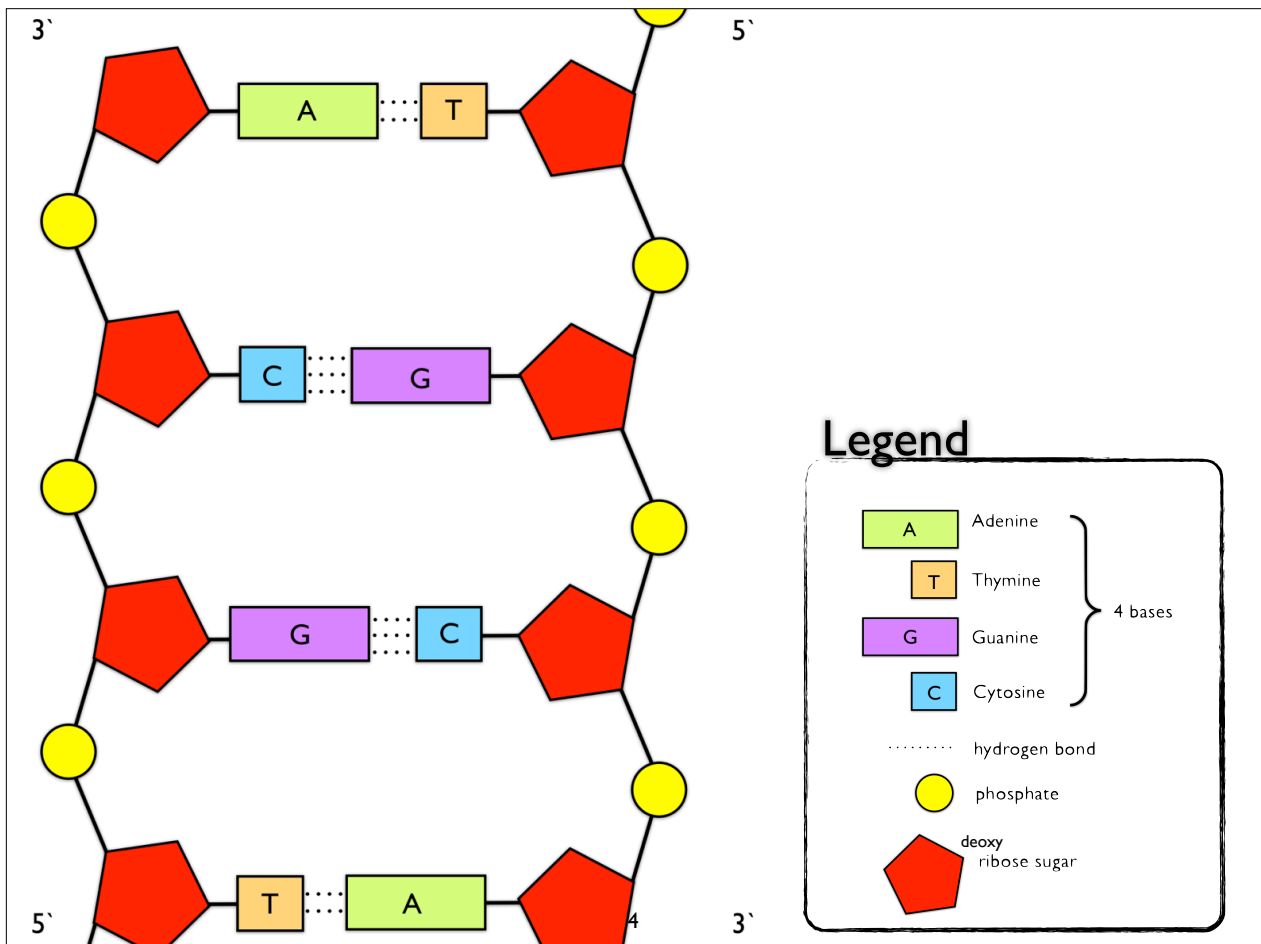 3` 5`
A T
C G
G C
T A
5` 4 3`
Legend
A Adenine
T Thymine
4 bases
G Guanine
C Cytosine
hydrogen bond
phosphate
deoxy
ribose sugar